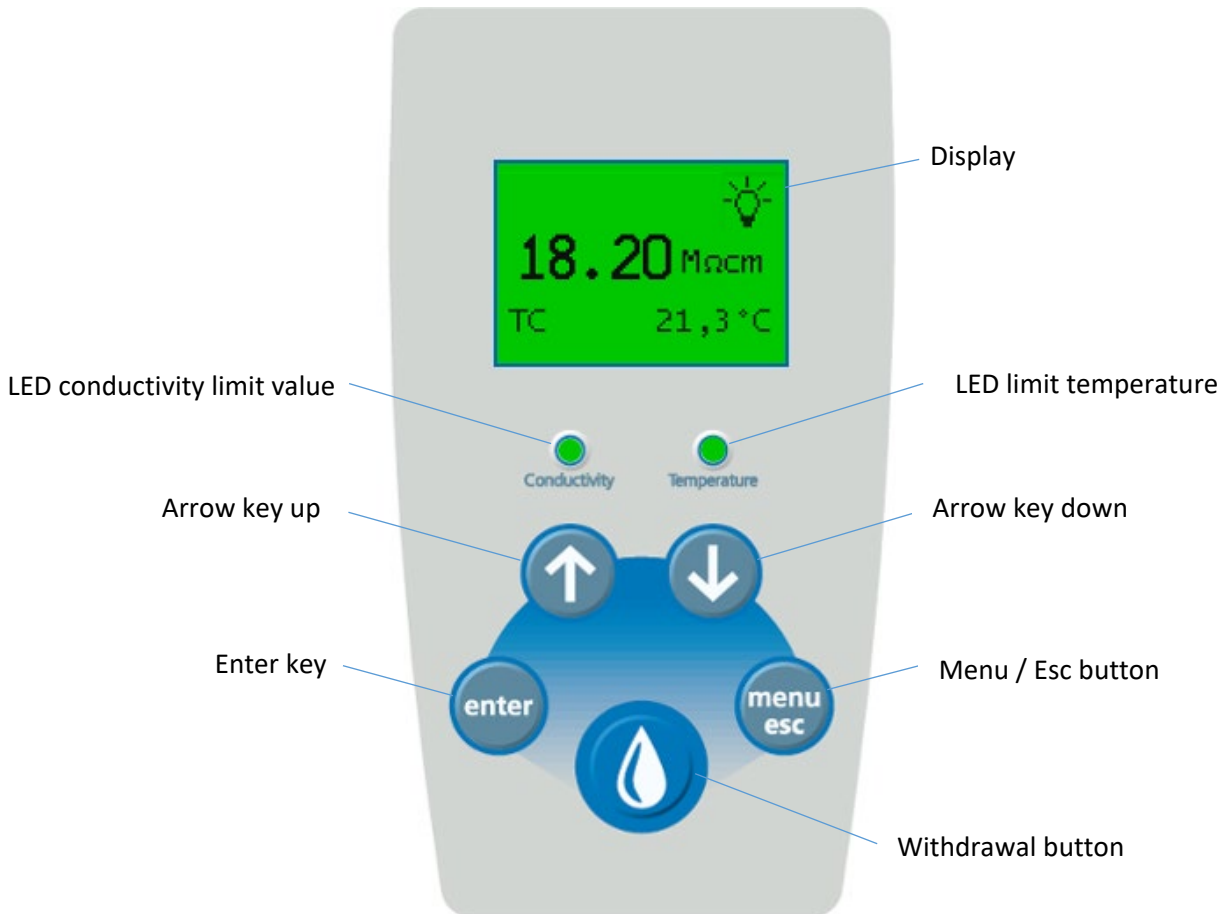 Display
18.20 MΩcm
TC 21,3°C
LED conductivity limit value
LED limit temperature
Conductivity
Temperature
Arrow key up
Arrow key down
Enter key
enter
menu
esc
Menu / Esc button
Withdrawal button